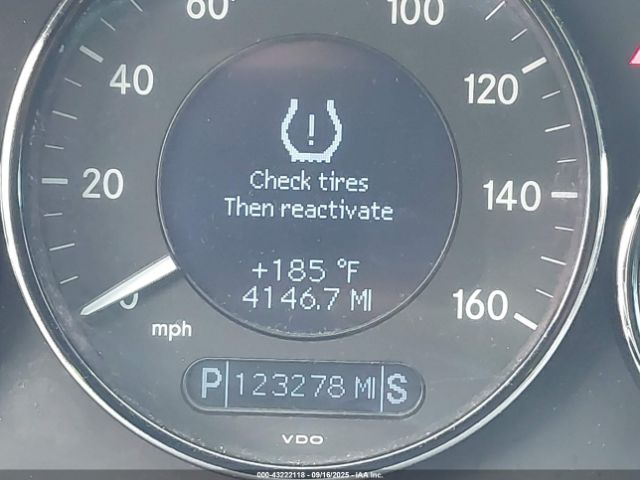 60 100
40 120
20 140
0 160
!
Check tires
Then reactivate
+185 °F
4146.7 MI
mph
P 123278 MI S
VDO
000-43222118 - 09/16/2025 - IAA Inc.